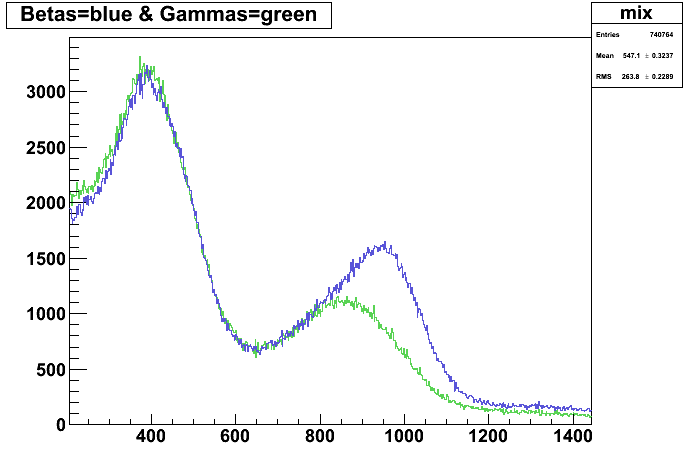 Betas=blue & Gammas=green
mix
Entries 740764
Mean 547.1 ± 0.3237
RMS 263.8 ± 0.2289
3000
2500
2000
1500
1000
500
0
400 600 800 1000 1200 1400